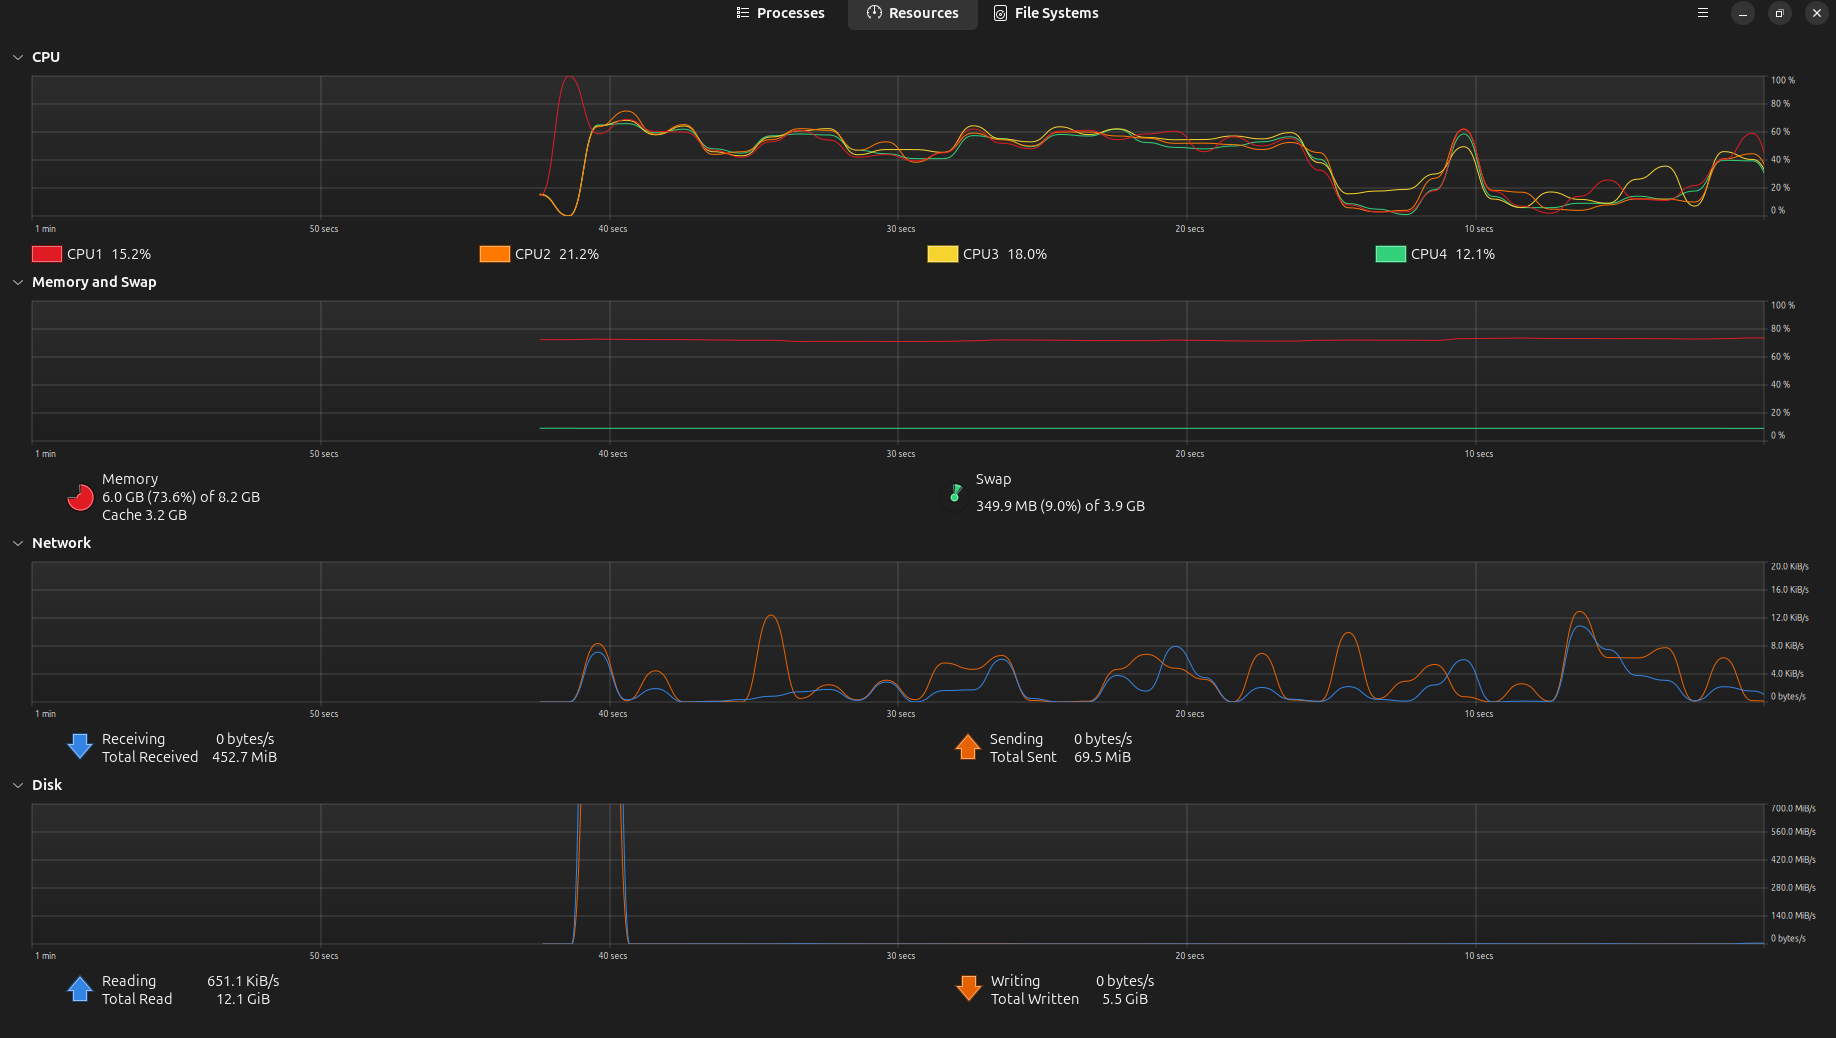 Processes Resources File Systems
CPU
100 %
80 %
60 %
40 %
20 %
0 %
1 min 50 secs 40 secs 30 secs 20 secs 10 secs
CPU1 15.2% CPU2 21.2% CPU3 18.0% CPU4 12.1%
Memory and Swap
100 %
80 %
60 %
40 %
20 %
0 %
1 min 50 secs 40 secs 30 secs 20 secs 10 secs
Memory
6.0 GB (73.6%) of 8.2 GB
Cache 3.2 GB
Swap
349.9 MB (9.0%) of 3.9 GB
Network
20.0 KiB/s
16.0 KiB/s
12.0 KiB/s
8.0 KiB/s
4.0 KiB/s
0 bytes/s
1 min 50 secs 40 secs 30 secs 20 secs 10 secs
Receiving 0 bytes/s
Total Received 452.7 MiB
Sending 0 bytes/s
Total Sent 69.5 MiB
Disk
700.0 MiB/s
560.0 MiB/s
420.0 MiB/s
280.0 MiB/s
140.0 MiB/s
0 bytes/s
1 min 50 secs 40 secs 30 secs 20 secs 10 secs
Reading 651.1 KiB/s
Total Read 12.1 GiB
Writing 0 bytes/s
Total Written 5.5 GiB